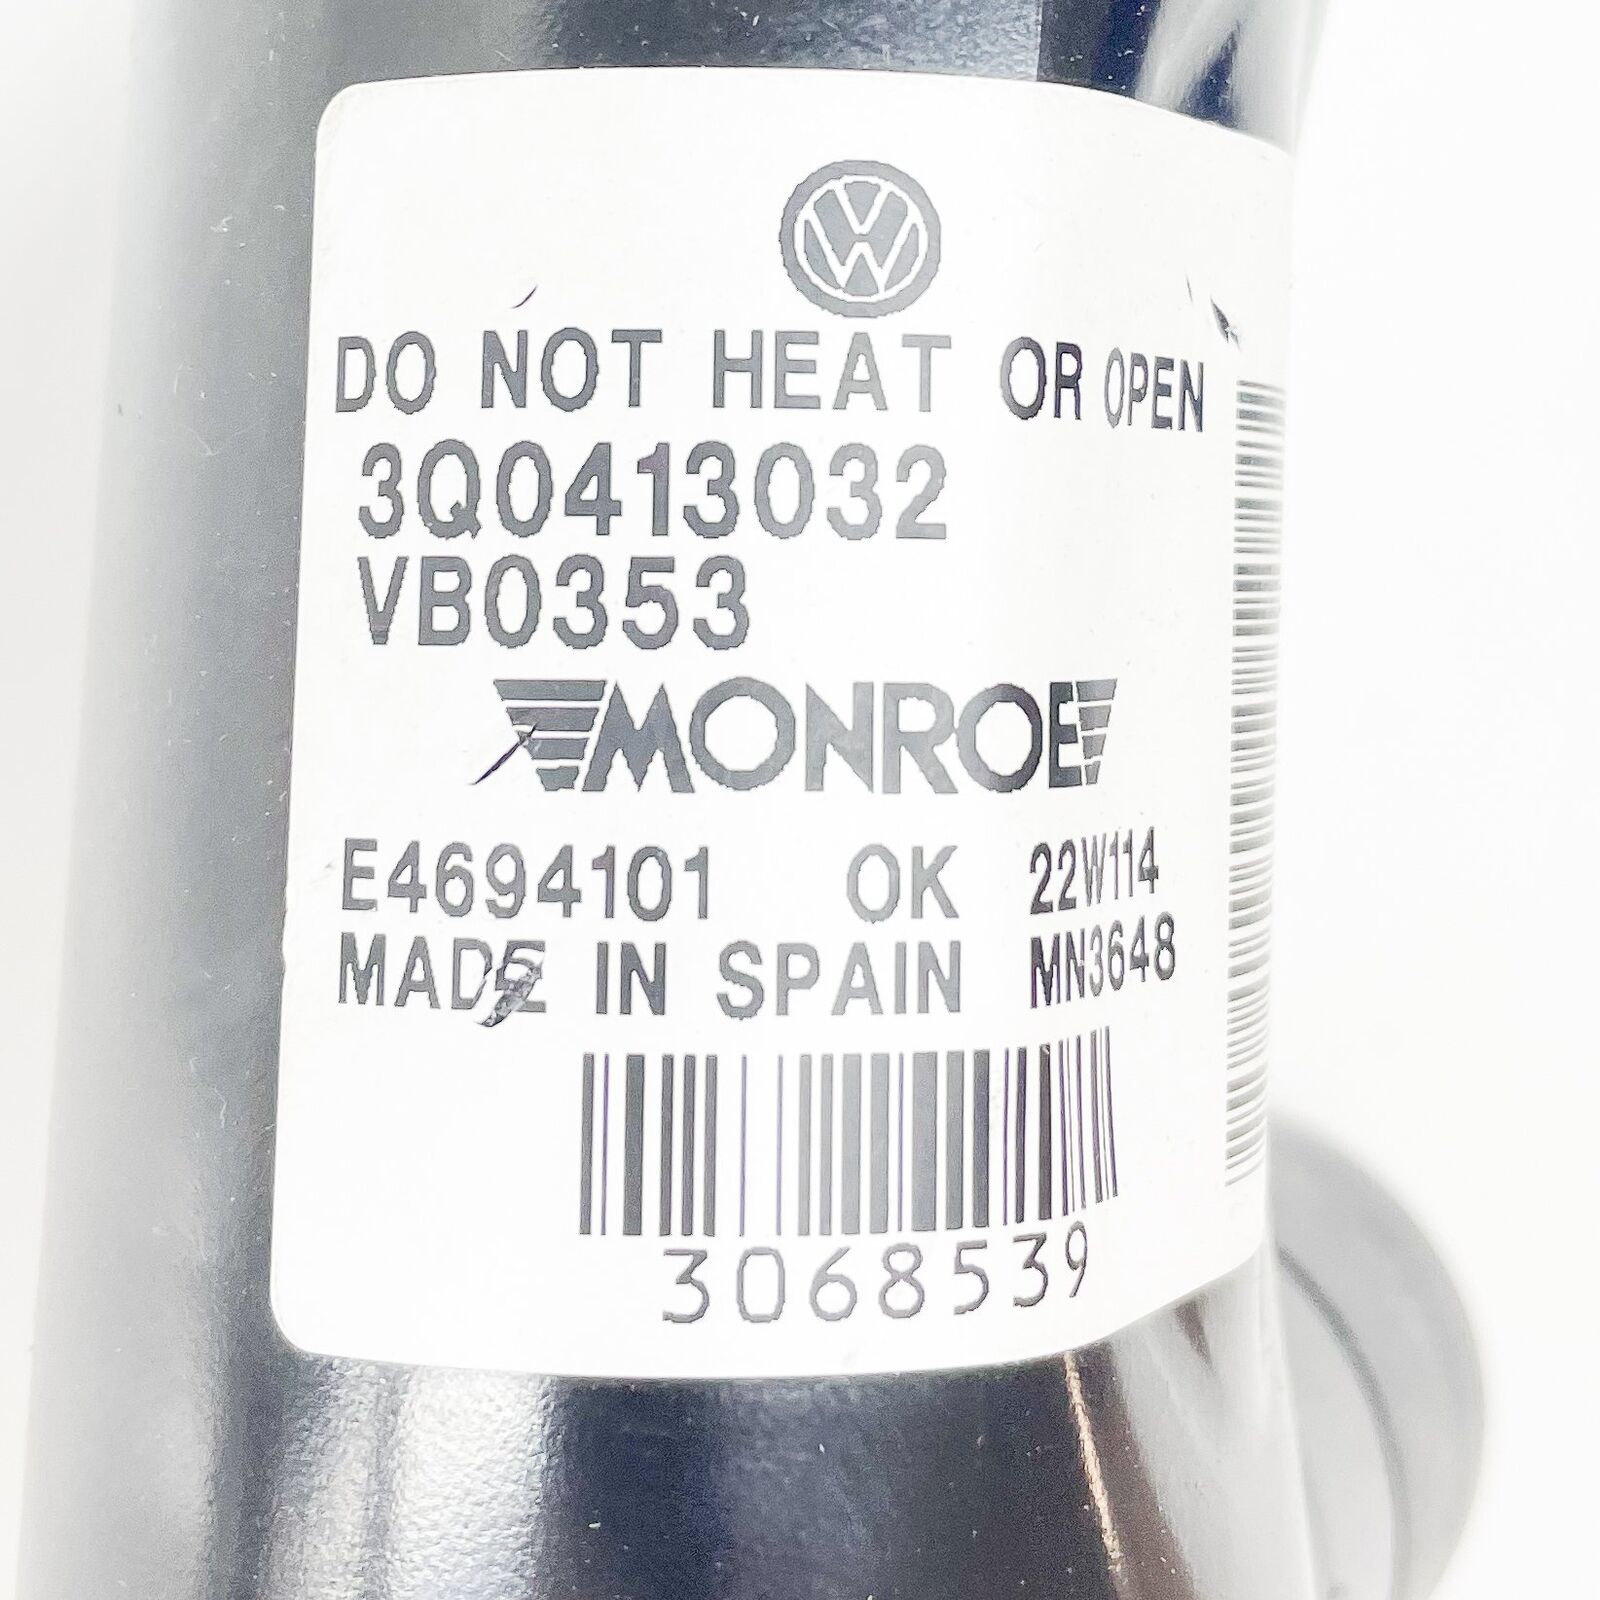 DO NOT HEAT OR OPEN
3Q0413032
VB0353
MONROE
E4694101 OK 22W114
MADE IN SPAIN MN3648
3068539